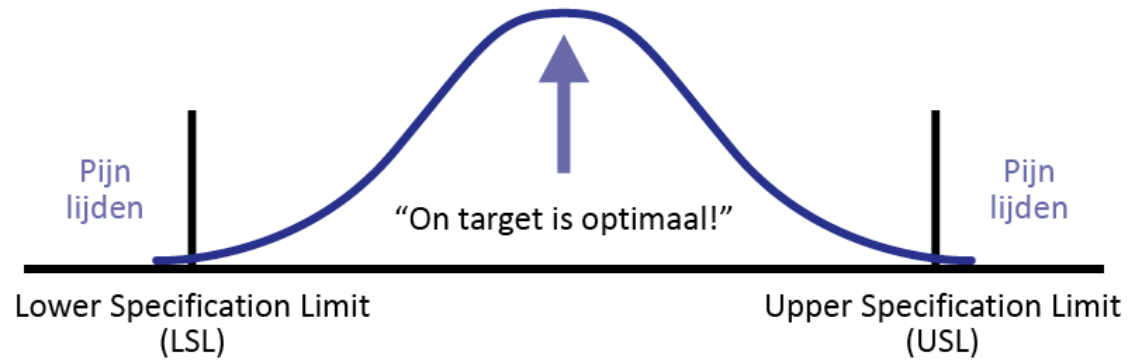 Pijn
lijden
“On target is optimaal!”
Pijn
lijden
Lower Specification Limit
(LSL)
Upper Specification Limit
(USL)